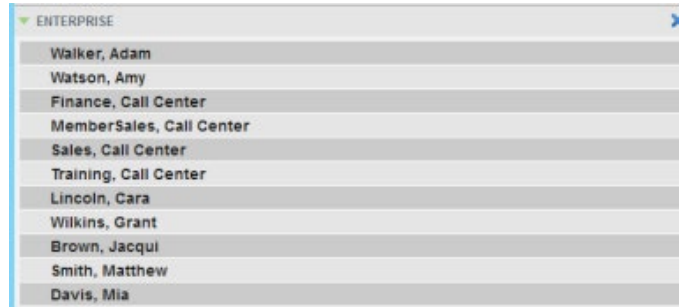 ENTERPRISE
Walker, Adam
Watson, Amy
Finance, Call Center
MemberSales, Call Center
Sales, Call Center
Training, Call Center
Lincoln, Cara
Wilkins, Grant
Brown, Jacqui
Smith, Matthew
Davis, Mia